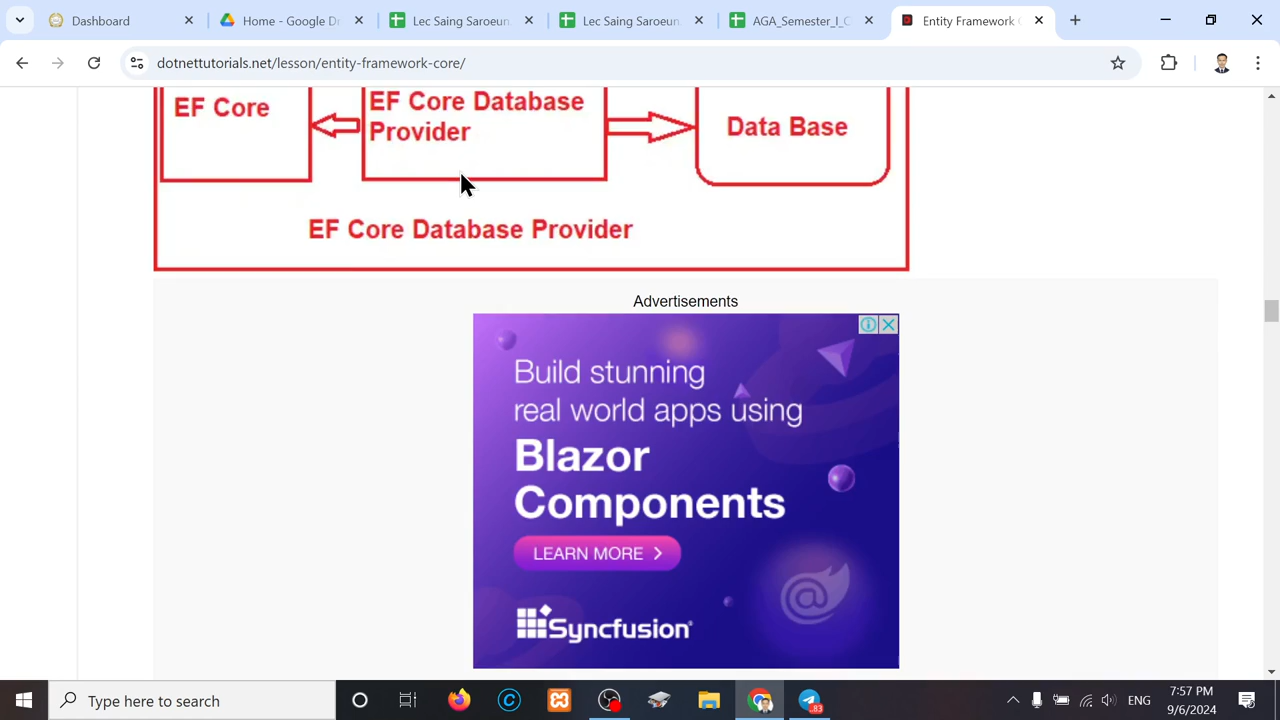 Dashboard
Home - Google Dr
Lec Saing Saroeun
Lec Saing Saroeun
AGA_Semester_I_C
Entity Framework C
dotnettutorials.net/lesson/entity-framework-core/
EF Core
EF Core Database
Provider
Data Base
EF Core Database Provider
Advertisements
Build stunning
real world apps using
Blazor
Components
LEARN MORE >
Syncfusion
Type here to search
83
ENG
7:57 PM
9/6/2024